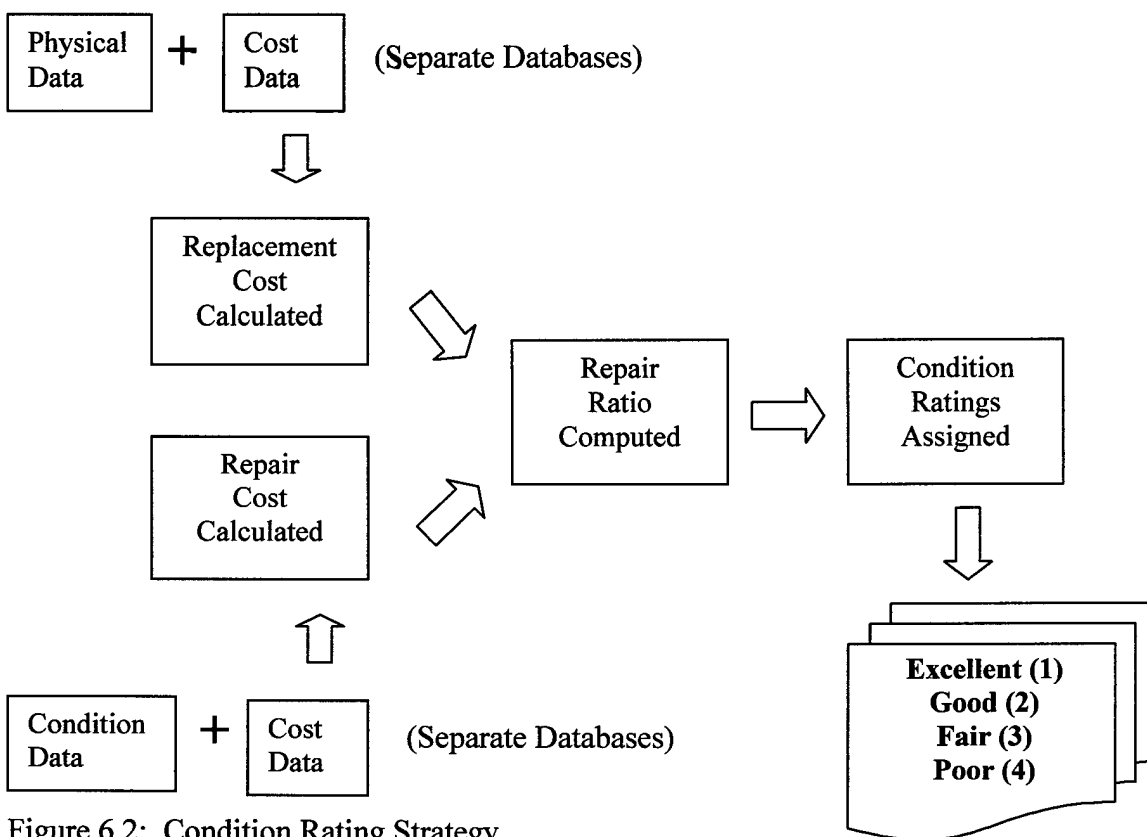 Physical
Data
+
Cost
Data
(Separate Databases)
Replacement
Cost
Calculated
Repair
Cost
Calculated
Repair
Ratio
Computed
Condition
Ratings
Assigned
Excellent (1)
Good (2)
Fair (3)
Poor (4)
Condition
Data
+
Cost
Data
(Separate Databases)
Figure 6.2: Condition Rating Strategy